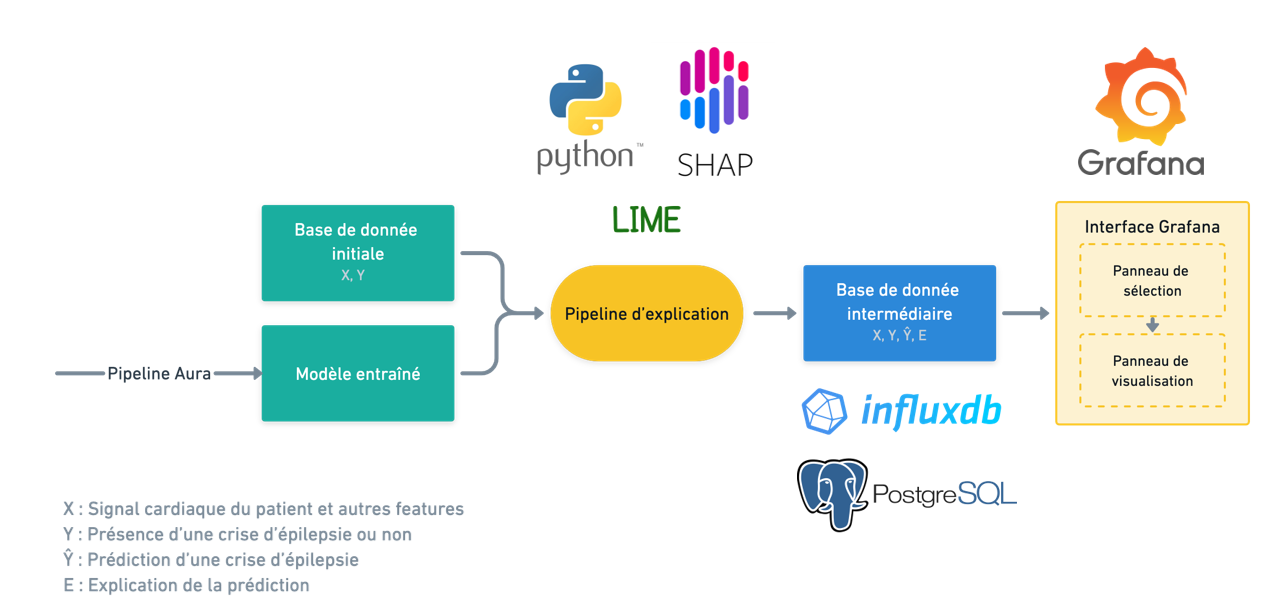 python™
SHAP
Grafana
LIME
Base de donnée
initiale
X, Y
Pipeline Aura
Modèle entraîné
Pipeline d’explication
Base de donnée
intermédiaire
X, Y, Ŷ, E
influxdb
PostgreSQL
Interface Grafana
Panneau de
sélection
Panneau de
visualisation
X : Signal cardiaque du patient et autres features
Y : Présence d’une crise d’épilepsie ou non
Ŷ : Prédiction d’une crise d’épilepsie
E : Explication de la prédiction